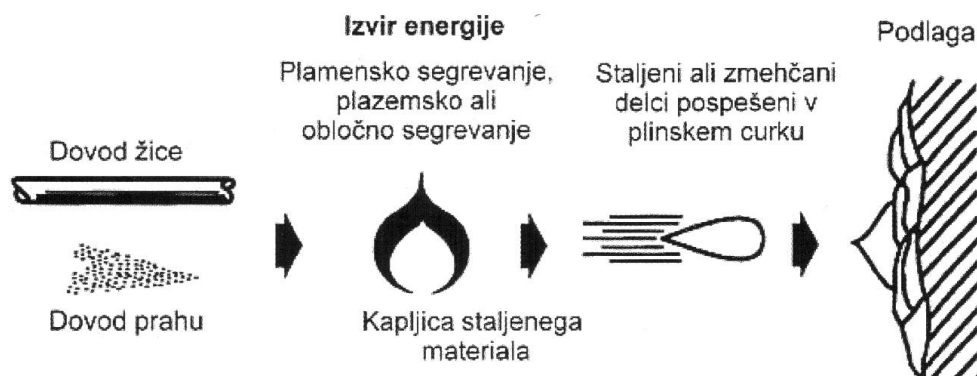 Izvir energije
Plamensko segrevanje,
plazemsko ali
obločno segrevanje
Staljeni ali zmehčani
delci pospešeni v
plinskem curku
Podlaga
Dovod žice
Dovod prahu
Kapljica staljenega
materiala